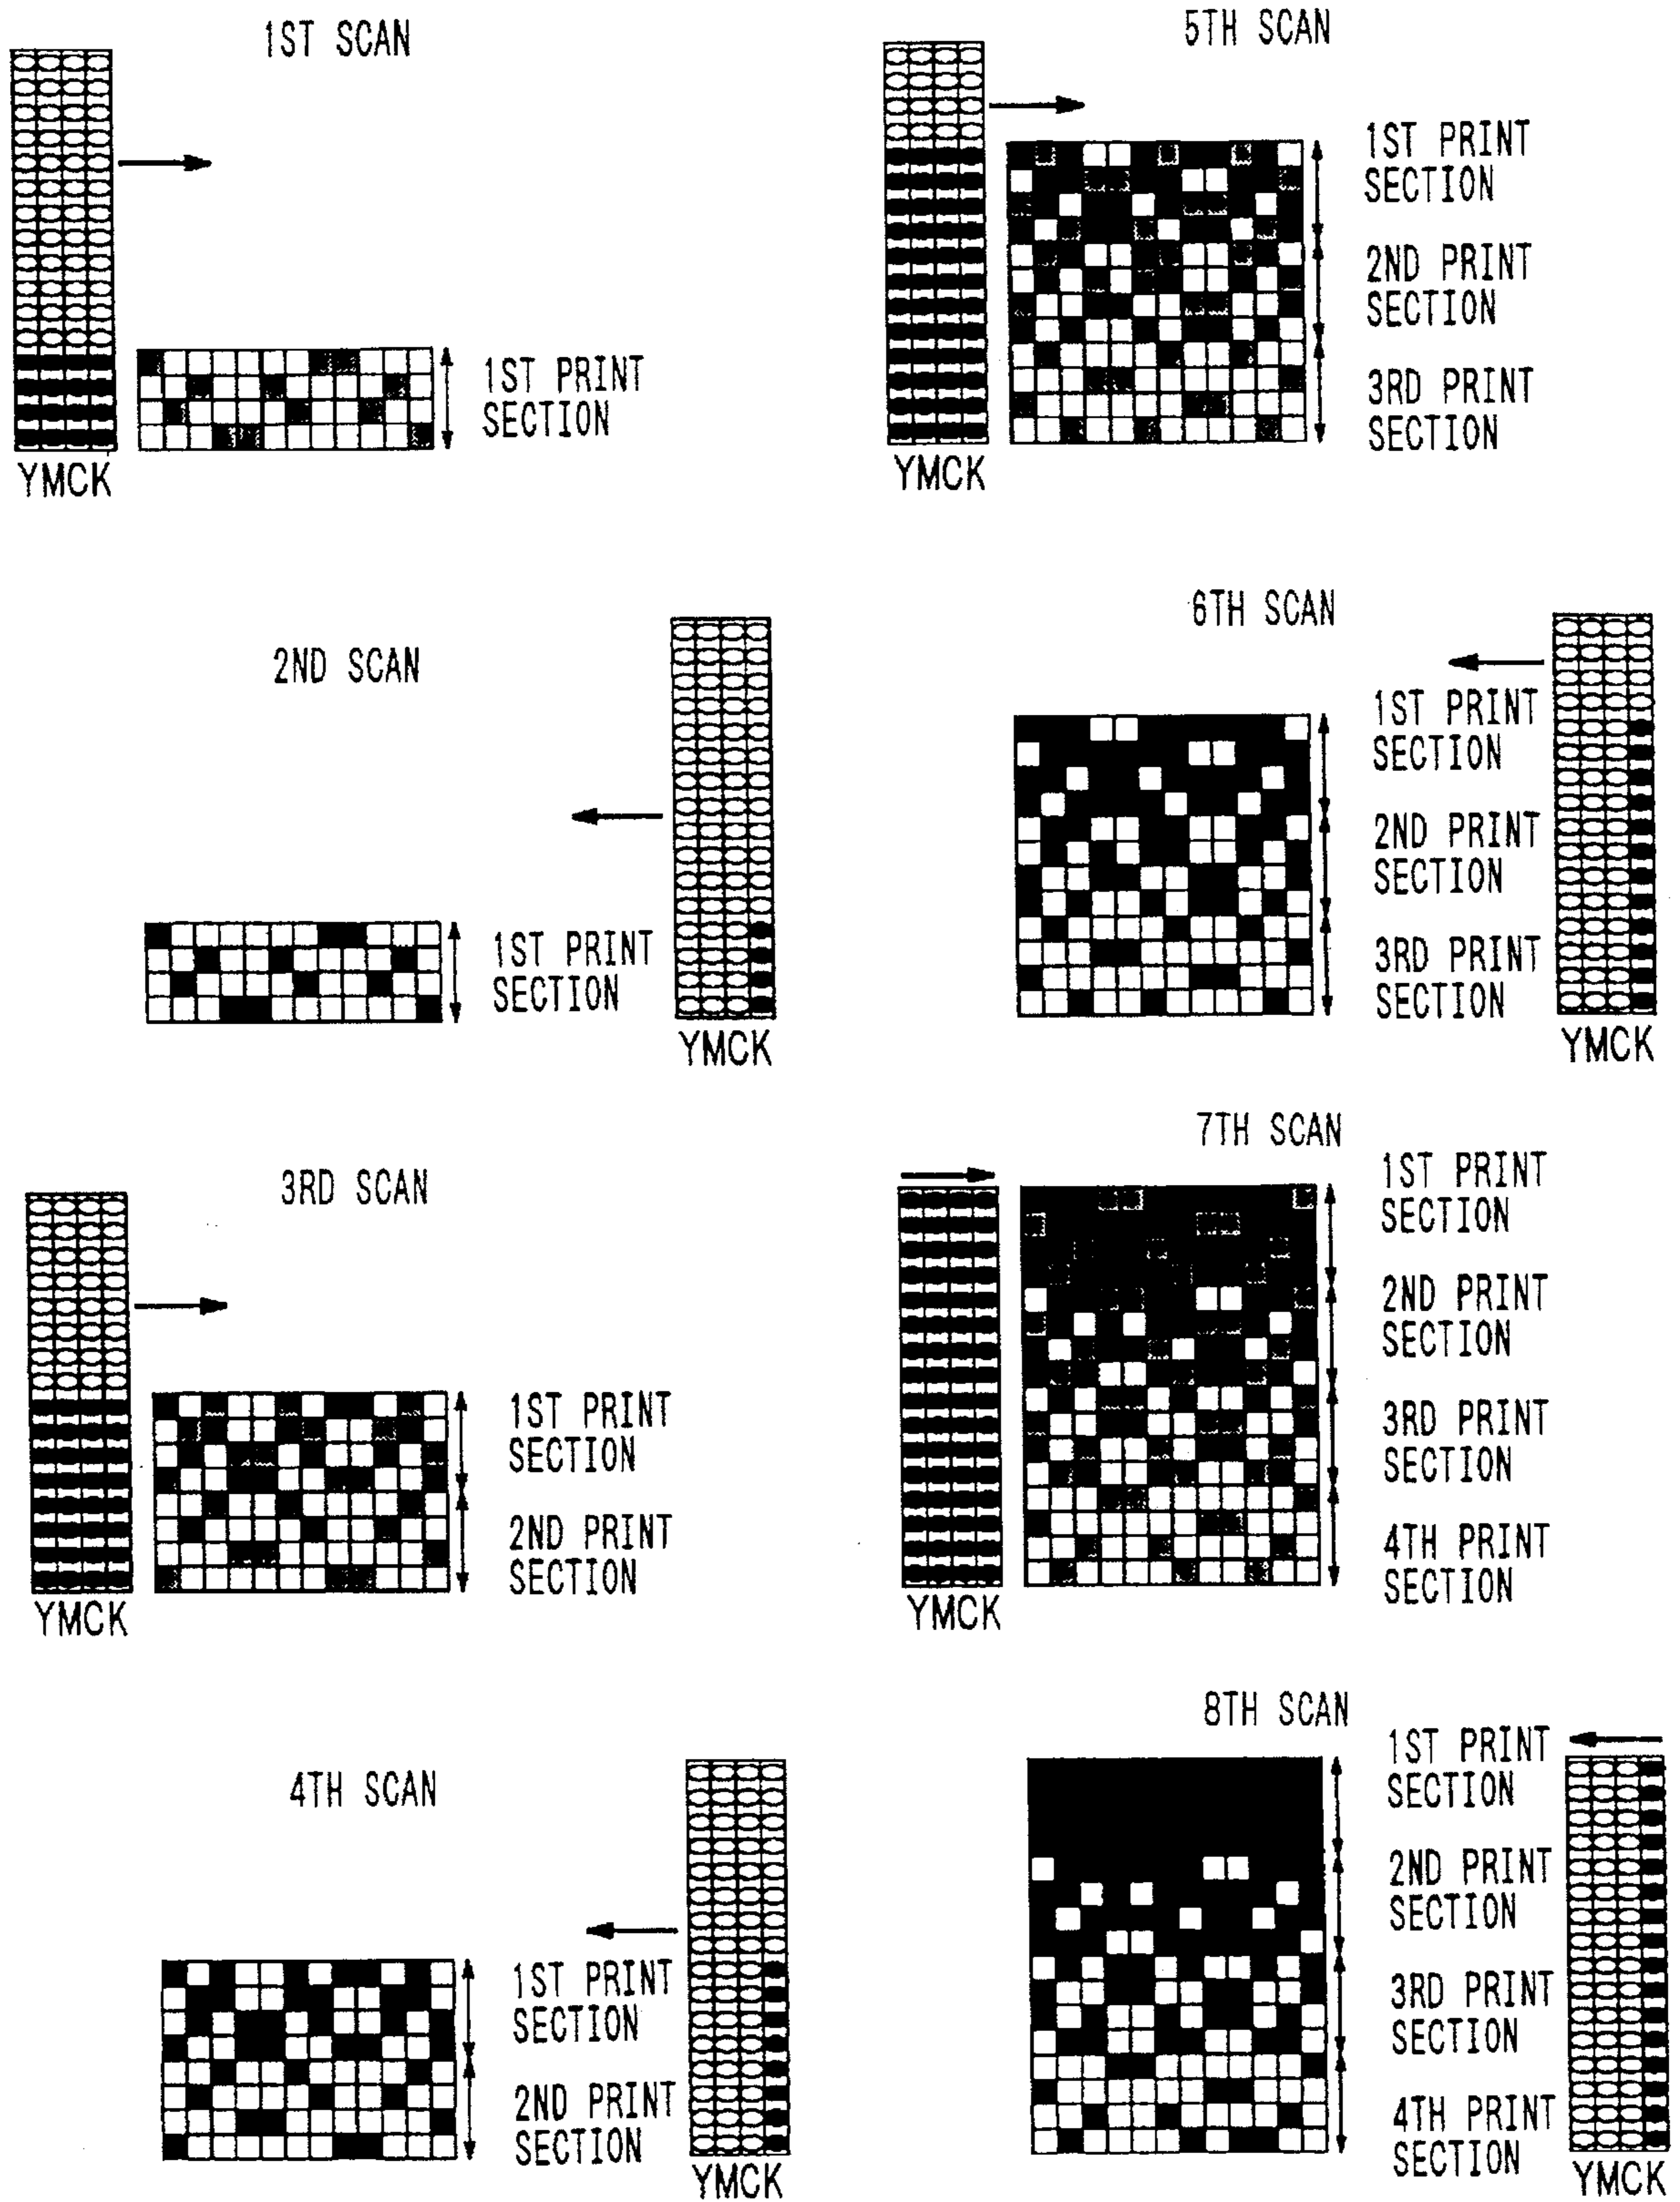 1ST SCAN
1ST PRINT
SECTION
YMCK
2ND SCAN
1ST PRINT
SECTION
YMCK
3RD SCAN
1ST PRINT
SECTION
2ND PRINT
SECTION
YMCK
4TH SCAN
1ST PRINT
SECTION
2ND PRINT
SECTION
YMCK
5TH SCAN
1ST PRINT
SECTION
2ND PRINT
SECTION
3RD PRINT
SECTION
YMCK
6TH SCAN
1ST PRINT
SECTION
2ND PRINT
SECTION
3RD PRINT
SECTION
YMCK
7TH SCAN
1ST PRINT
SECTION
2ND PRINT
SECTION
3RD PRINT
SECTION
4TH PRINT
SECTION
YMCK
8TH SCAN
1ST PRINT
SECTION
2ND PRINT
SECTION
3RD PRINT
SECTION
4TH PRINT
SECTION
YMCK